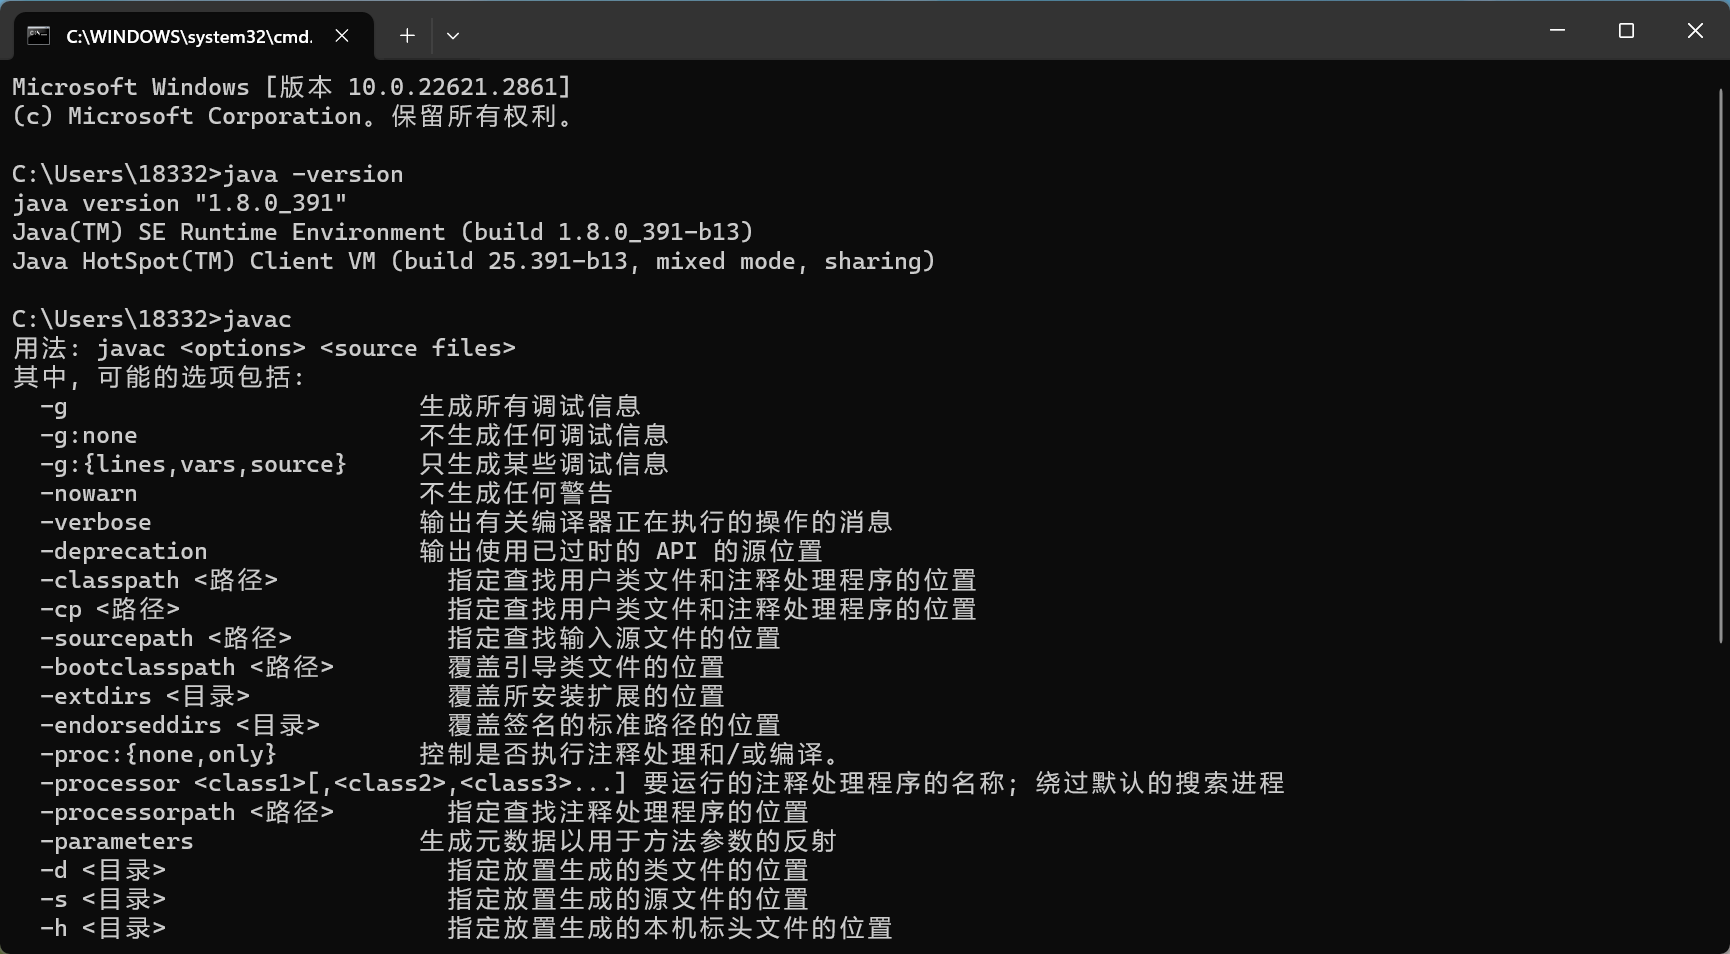 C:\WINDOWS\system32\cmd.
Microsoft Windows [版本 10.0.22621.2861]
(c) Microsoft Corporation。保留所有权利。
C:\Users\18332>java -version
java version "1.8.0_391"
Java(TM) SE Runtime Environment (build 1.8.0_391-b13)
Java HotSpot(TM) Client VM (build 25.391-b13, mixed mode, sharing)
C:\Users\18332>javac
用法: javac <options> <source files>
其中, 可能的选项包括:
-g 生成所有调试信息
-g:none 不生成任何调试信息
-g:{lines,vars,source} 只生成某些调试信息
-nowarn 不生成任何警告
-verbose 输出有关编译器正在执行的操作的消息
-deprecation 输出使用已过时的 API 的源位置
-classpath <路径> 指定查找用户类文件和注释处理程序的位置
-cp <路径> 指定查找用户类文件和注释处理程序的位置
-sourcepath <路径> 指定查找输入源文件的位置
-bootclasspath <路径> 覆盖引导类文件的位置
-extdirs <目录> 覆盖所安装扩展的位置
-endorseddirs <目录> 覆盖签名的标准路径的位置
-proc:{none,only} 控制是否执行注释处理和/或编译。
-processor <class1>[,<class2>,<class3>...] 要运行的注释处理程序的名称; 绕过默认的搜索进程
-processorpath <路径> 指定查找注释处理程序的位置
-parameters 生成元数据以用于方法参数的反射
-d <目录> 指定放置生成的类文件的位置
-s <目录> 指定放置生成的源文件的位置
-h <目录> 指定放置生成的本机标头文件的位置